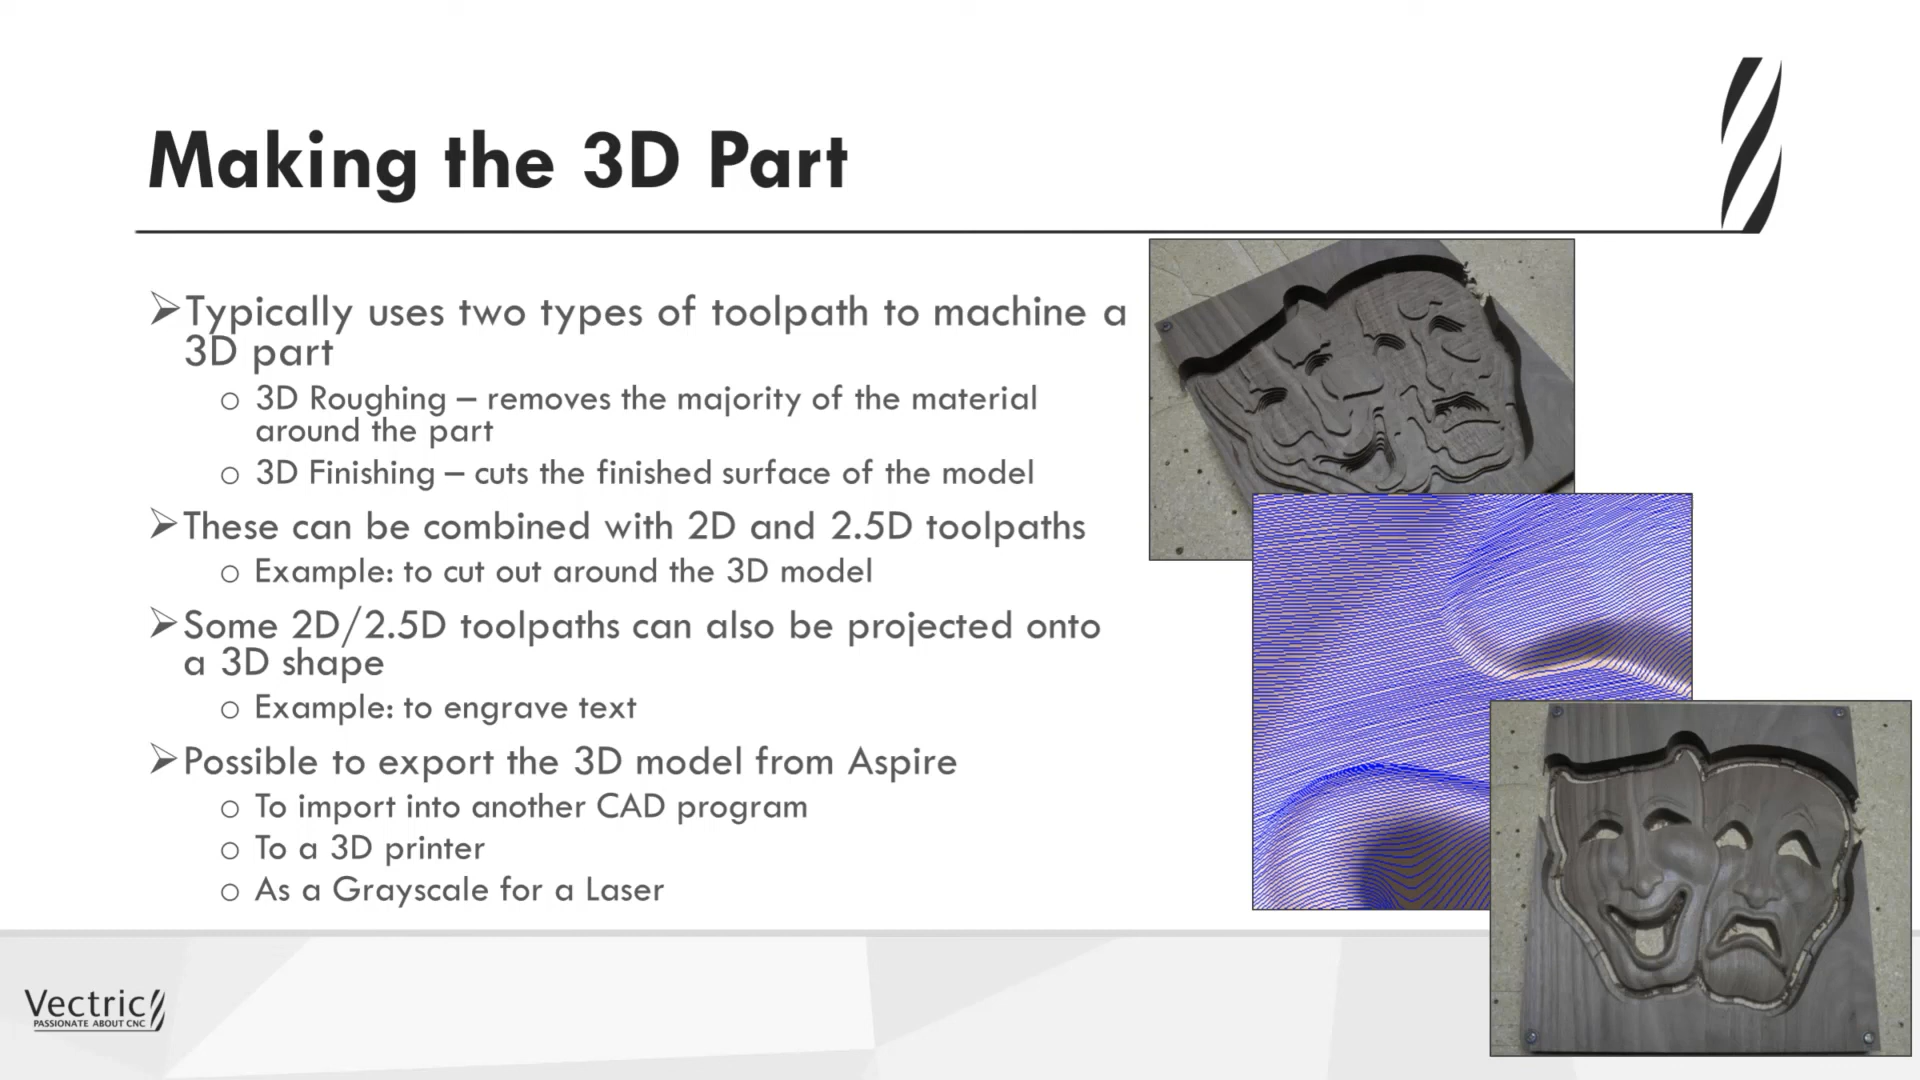 Making the 3D Part
Typically uses two types of toolpath to machine a
3D part
3D Roughing – removes the majority of the material
around the part
3D Finishing – cuts the finished surface of the model
These can be combined with 2D and 2.5D toolpaths
Example: to cut out around the 3D model
Some 2D/2.5D toolpaths can also be projected onto
a 3D shape
Example: to engrave text
Possible to export the 3D model from Aspire
To import into another CAD program
To a 3D printer
As a Grayscale for a Laser
Vectric
PASSIONATE ABOUT CNC